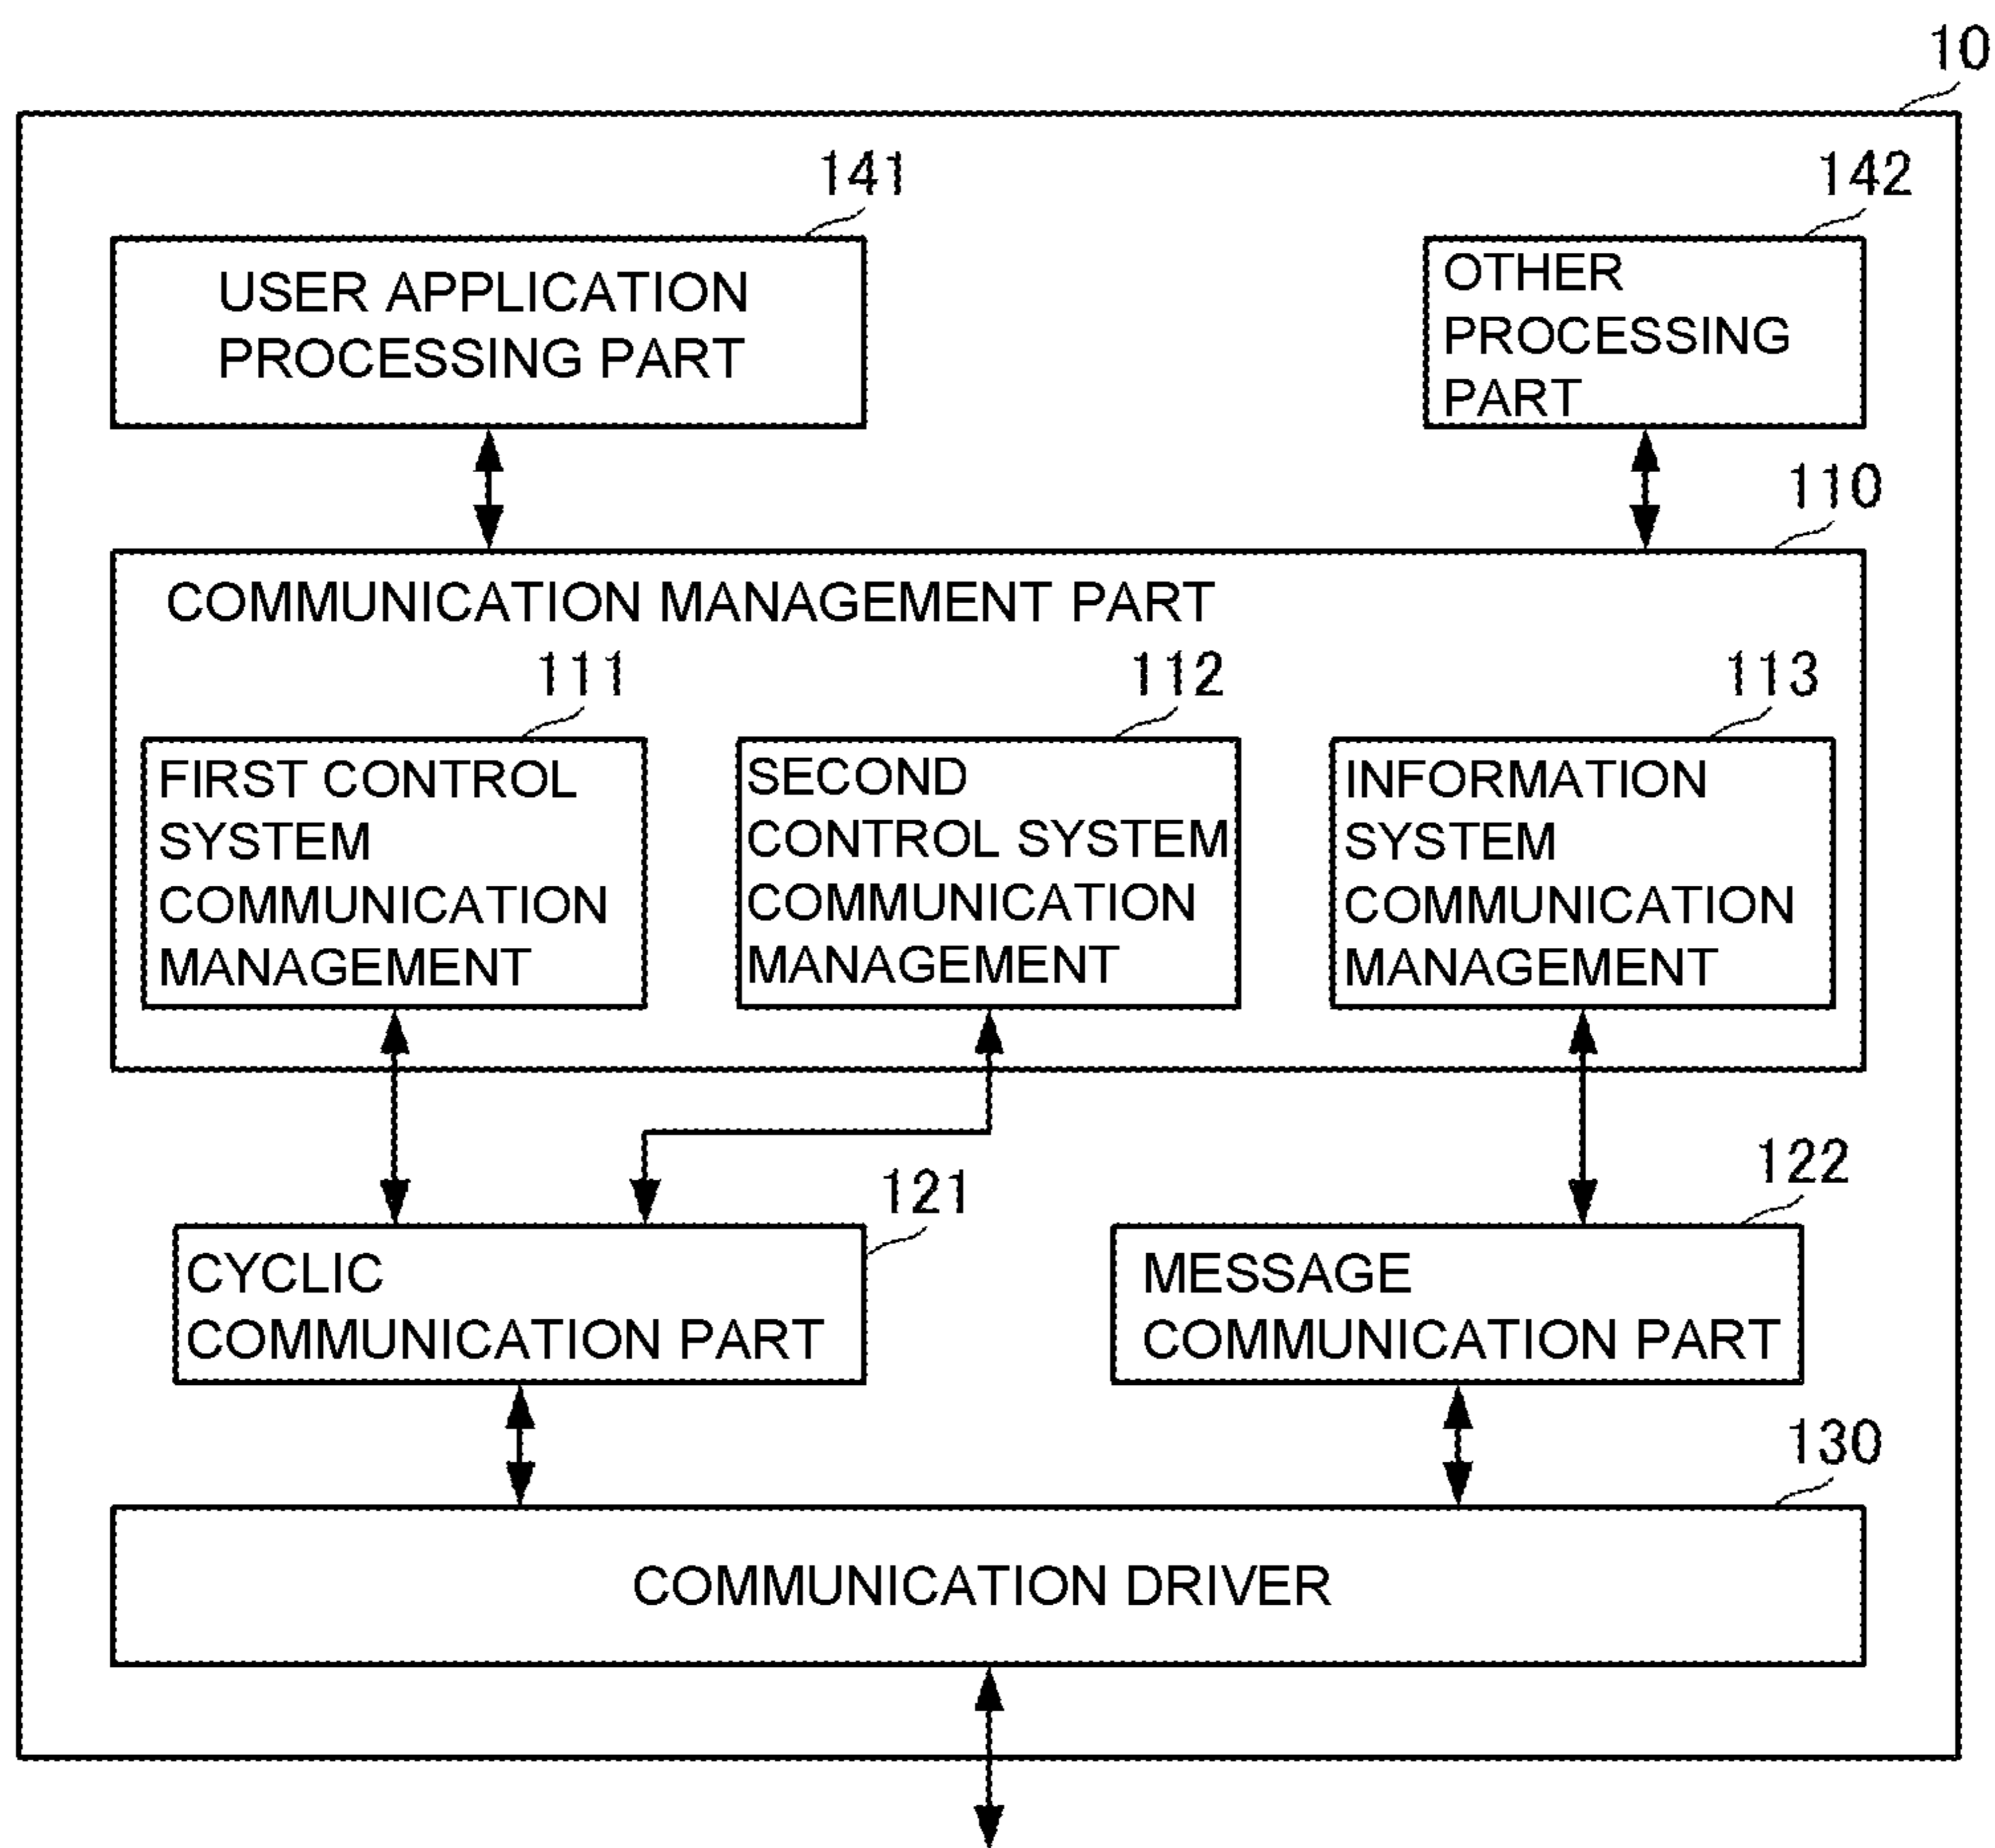 10
141
142
USER APPLICATION
PROCESSING PART
OTHER
PROCESSING
PART
110
COMMUNICATION MANAGEMENT PART
111
112
113
FIRST CONTROL
SYSTEM
COMMUNICATION
MANAGEMENT
SECOND
CONTROL SYSTEM
COMMUNICATION
MANAGEMENT
INFORMATION
SYSTEM
COMMUNICATION
MANAGEMENT
121
122
CYCLIC
COMMUNICATION PART
MESSAGE
COMMUNICATION PART
130
COMMUNICATION DRIVER